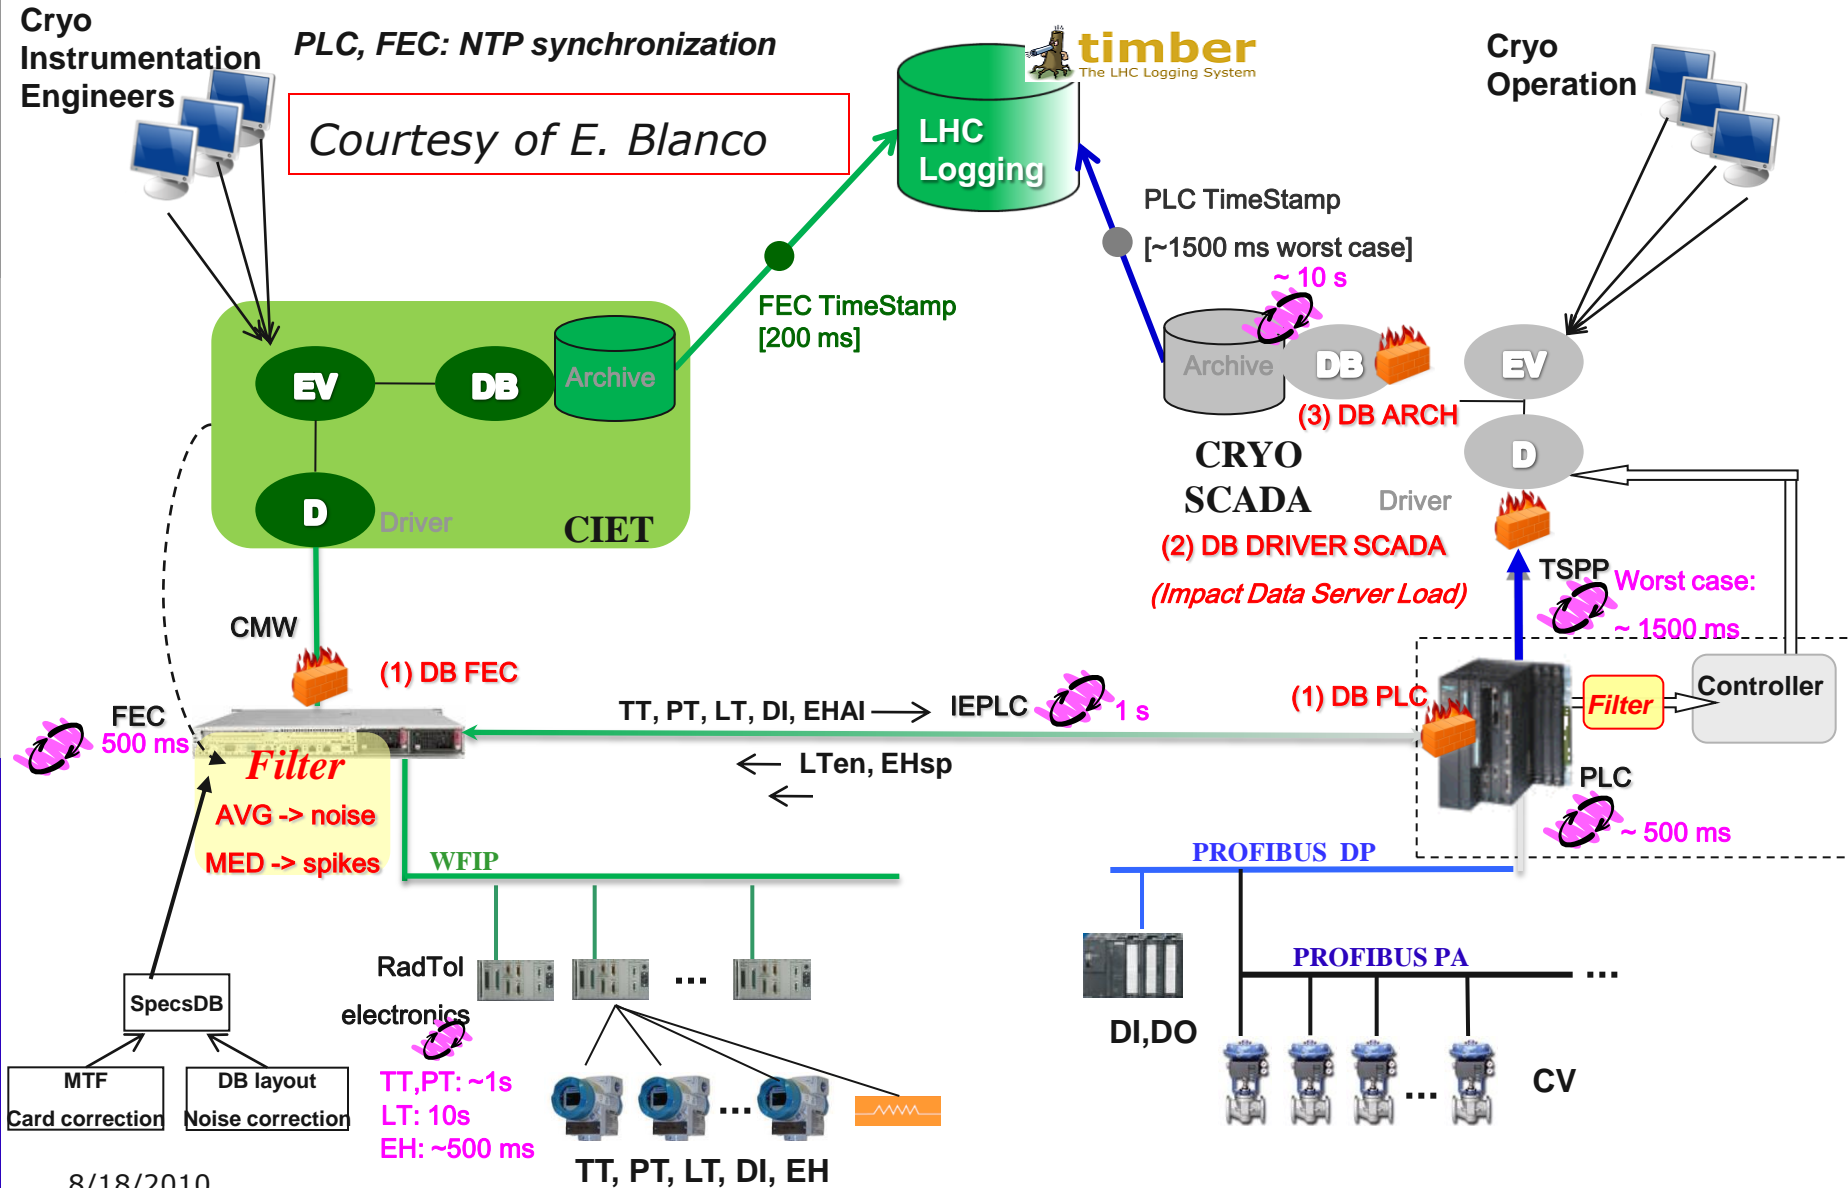 Cryo
Instrumentation
Engineers
PLC, FEC: NTP synchronization
Courtesy of E. Blanco
timber
The LHC Logging System
LHC
Logging
Cryo
Operation
PLC TimeStamp
[~1500 ms worst case]
~ 10 s
FEC TimeStamp
[200 ms]
EV
DB
Archive
D
Driver
CIET
Archive
DB
EV
(3) DB ARCH
D
CRYO
SCADA
Driver
(2) DB DRIVER SCADA
(Impact Data Server Load)
TSPP
Worst case:
~ 1500 ms
CMW
(1) DB FEC
FEC
500 ms
TT, PT, LT, DI, EHAI
IEPLC
1 s
(1) DB PLC
Filter
Controller
LTen, EHsp
Filter
AVG -> noise
MED -> spikes
PLC
~ 500 ms
WFIP
PROFIBUS DP
PROFIBUS PA
...
RadTol
electronics
...
SpecsDB
MTF
Card correction
DB layout
Noise correction
TT,PT: ~1s
LT: 10s
EH: ~500 ms
...
TT, PT, LT, DI, EH
DI,DO
...
CV
8/18/2010